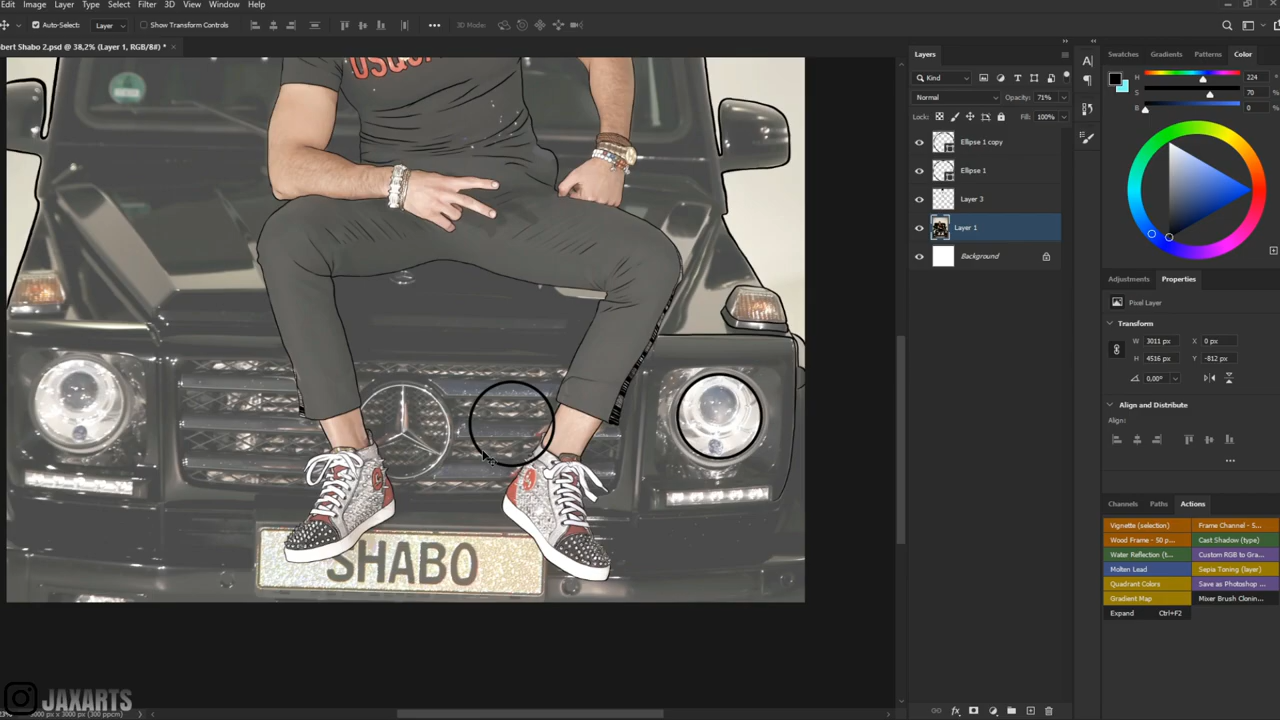 Edit Image Layer Type Select Filter 3D View Window Help
Auto-Select: Layer Show Transform Controls 3D Mode:
obert Shabo 2.psd @ 38,2% (Layer 1, RGB/8#) *
Layers
Kind
Normal Opacity: 71%
Lock: Fill: 100%
Ellipse 1 copy
Ellipse 1
Layer 3
Layer 1
Background
Swatches Gradients Patterns Color
H 224 °
S 70 %
B 0 %
Adjustments Properties
Pixel Layer
Transform
W 3011 px X 0 px
H 4516 px Y -812 px
0,00°
Align and Distribute
Align:
Channels Paths Actions
Vignette (selection) Frame Channel - S...
Wood Frame - 50 p... Cast Shadow (type)
Water Reflection (t... Custom RGB to Gra...
Molten Lead Sepia Toning (layer)
Quadrant Colors Save as Photoshop ...
Gradient Map Mixer Brush Clonin...
Expand Ctrl+F2
SHABO
JAXARTS